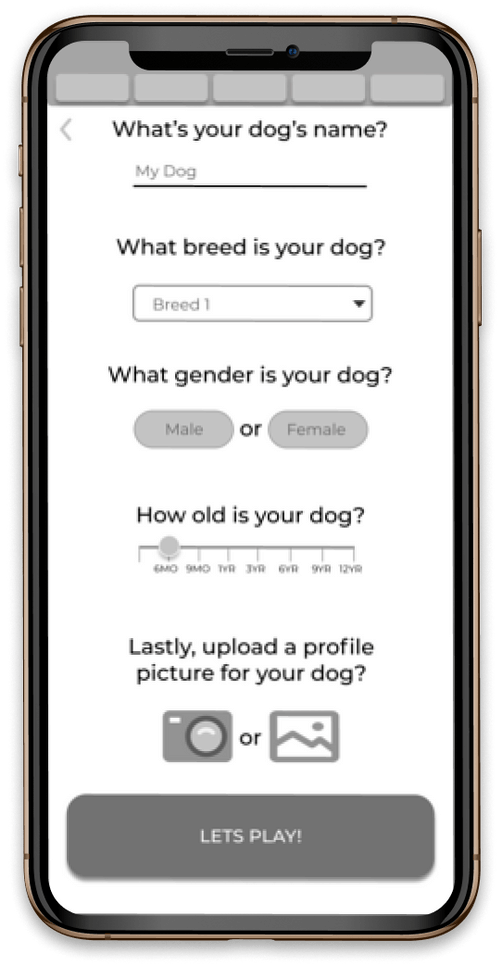 What's your dog's name?
My Dog
What breed is your dog?
Breed 1
What gender is your dog?
Male or Female
How old is your dog?
6MO 9MO 1YR 3YR 6YR 9YR 12YR
Lastly, upload a profile
picture for your dog?
or
LETS PLAY!